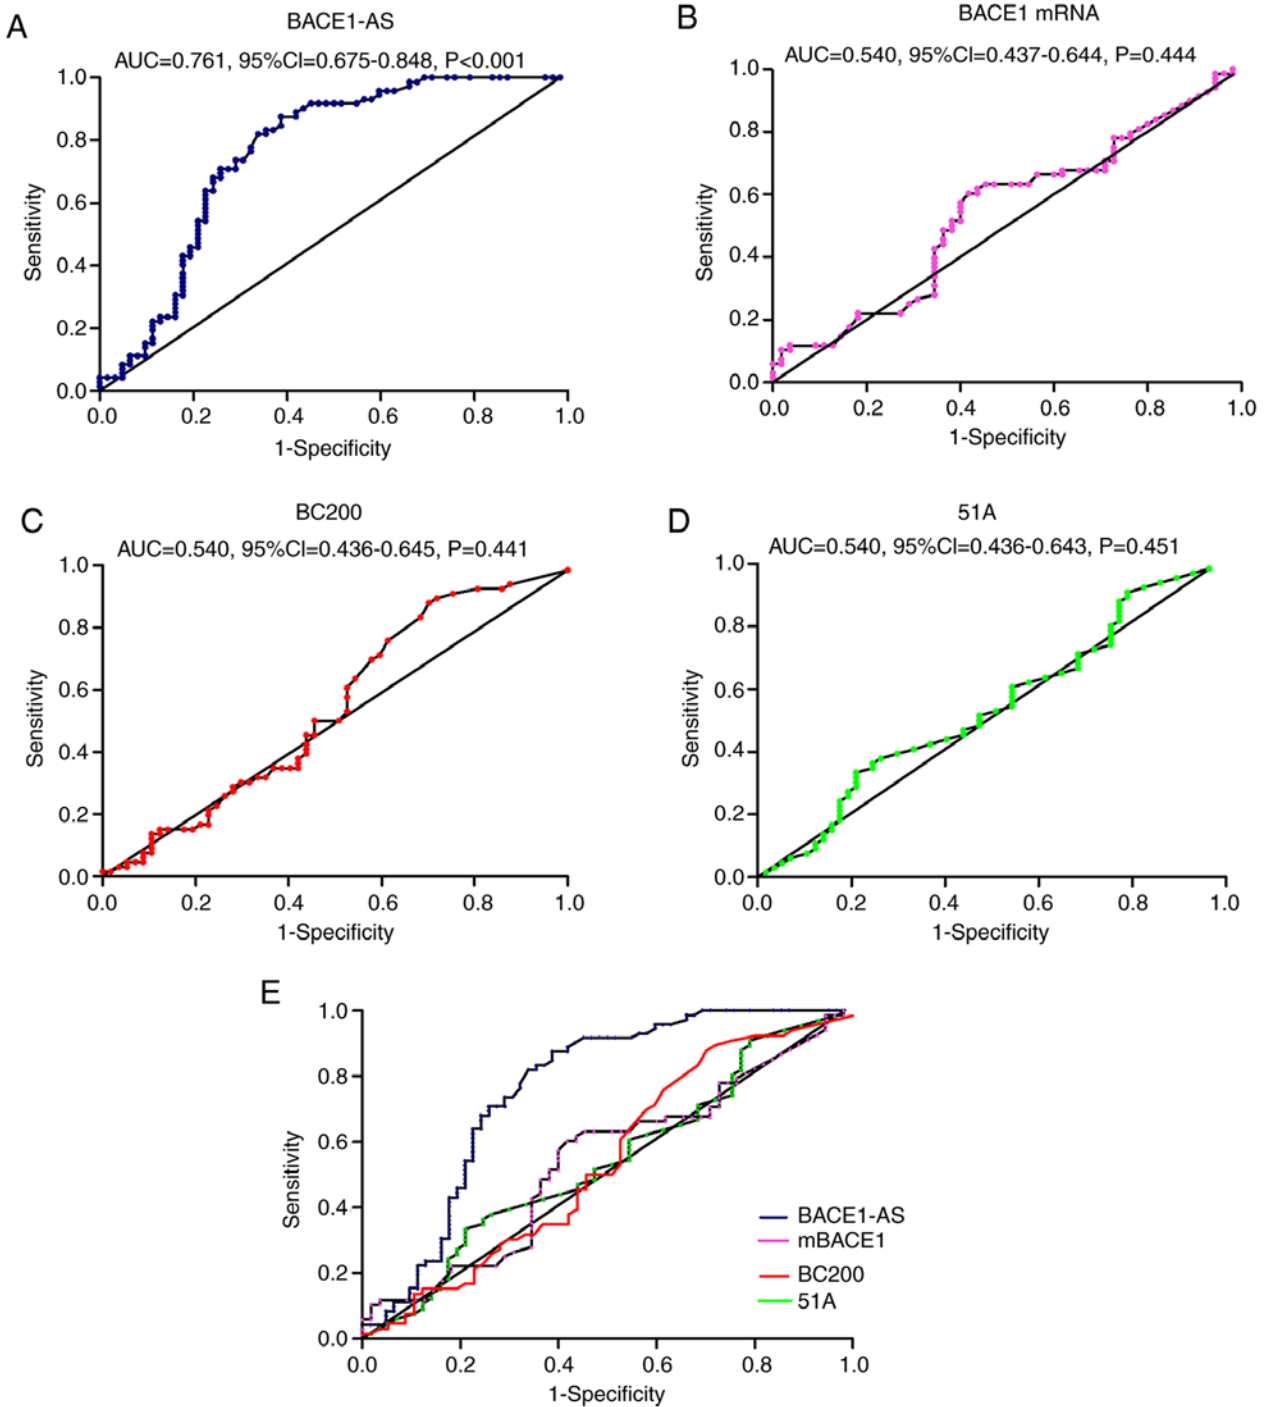 A
BACE1-AS
AUC=0.761, 95%CI=0.675-0.848, P<0.001
1.0
0.8
0.6
0.4
0.2
0.0
Sensitivity
0.0 0.2 0.4 0.6 0.8 1.0
1-Specificity
B
BACE1 mRNA
AUC=0.540, 95%CI=0.437-0.644, P=0.444
1.0
0.8
0.6
0.4
0.2
0.0
Sensitivity
0.0 0.2 0.4 0.6 0.8 1.0
1-Specificity
C
BC200
AUC=0.540, 95%CI=0.436-0.645, P=0.441
1.0
0.8
0.6
0.4
0.2
0.0
Sensitivity
0.0 0.2 0.4 0.6 0.8 1.0
1-Specificity
D
51A
AUC=0.540, 95%CI=0.436-0.643, P=0.451
1.0
0.8
0.6
0.4
0.2
0.0
Sensitivity
0.0 0.2 0.4 0.6 0.8 1.0
1-Specificity
E
1.0
0.8
0.6
0.4
0.2
0.0
Sensitivity
0.0 0.2 0.4 0.6 0.8 1.0
1-Specificity
BACE1-AS
mBACE1
BC200
51A